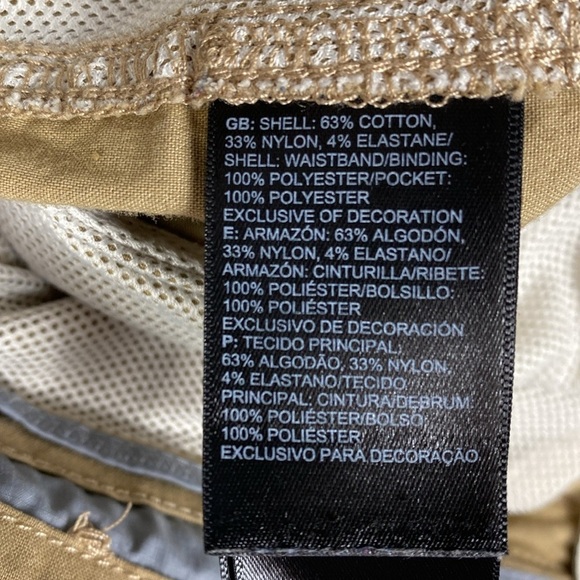 GB: SHELL: 63% COTTON,
33% NYLON, 4% ELASTANE/
SHELL: WAISTBAND/BINDING:
100% POLYESTER/POCKET:
100% POLYESTER
EXCLUSIVE OF DECORATION
E: ARMAZÓN: 63% ALGODÓN,
33% NYLON, 4% ELASTANE/
ARMAZÓN: CINTURILLA/RIBETE:
100% POLIÉSTER/BOLSILLO:
100% POLIÉSTER
EXCLUSIVO DE DECORACIÓN
P: TECIDO PRINCIPAL,
63% ALGODÃO, 33% NYLON,
4% ELASTANO/TECIDO
PRINCIPAL: CINTURA/DEBRUM
100% POLIÉSTER/BOLSO:
100% POLIÉSTER/
EXCLUSIVO PARA DECORAÇÃO